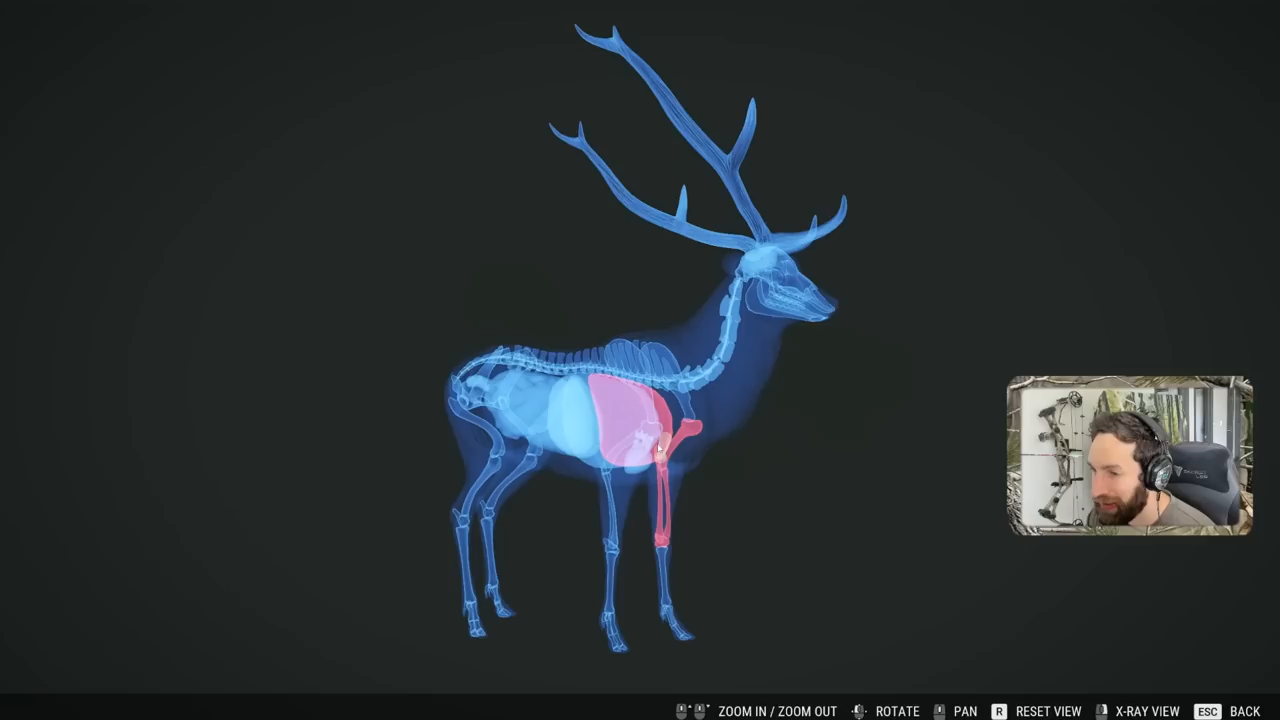 ZOOM IN / ZOOM OUT ROTATE PAN R RESET VIEW X-RAY VIEW ESC BACK